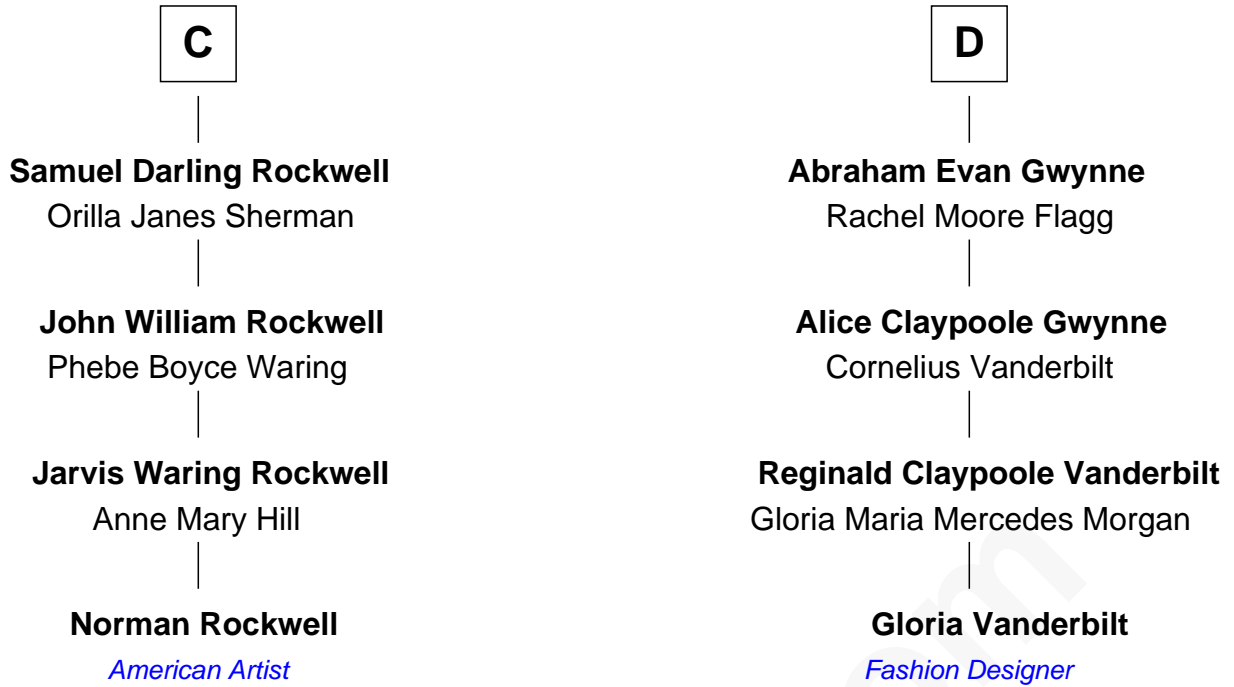 C
Samuel Darling Rockwell
Orilla Janes Sherman
John William Rockwell
Phebe Boyce Waring
Jarvis Waring Rockwell
Anne Mary Hill
Norman Rockwell
American Artist
D
Abraham Evan Gwynne
Rachel Moore Flagg
Alice Claypoole Gwynne
Cornelius Vanderbilt
Reginald Claypoole Vanderbilt
Gloria Maria Mercedes Morgan
Gloria Vanderbilt
Fashion Designer